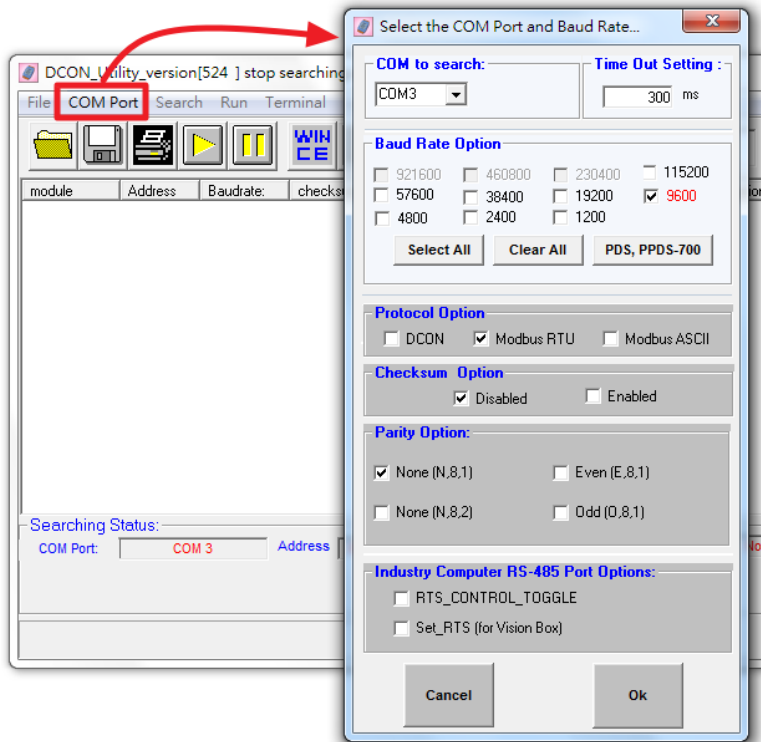 Select the COM Port and Baud Rate...
DCON_Utility_version[524 ] stop searching
File COM Port Search Run Terminal
WIN CE
module Address Baudrate:
COM to search:
COM3
Time Out Setting :
300 ms
Baud Rate Option
921600 460800 230400 115200
57600 38400 19200 9600
4800 2400 1200
Select All Clear All PDS, PPDS-700
Protocol Option
DCON Modbus RTU Modbus ASCII
Checksum Option
Disabled Enabled
Parity Option:
None (N,8,1) Even (E,8,1)
None (N,8,2) Odd (O,8,1)
Searching Status:
COM Port: COM 3 Address
Industry Computer RS-485 Port Options:
RTS_CONTROL_TOGGLE
Set_RTS (for Vision Box)
Cancel Ok